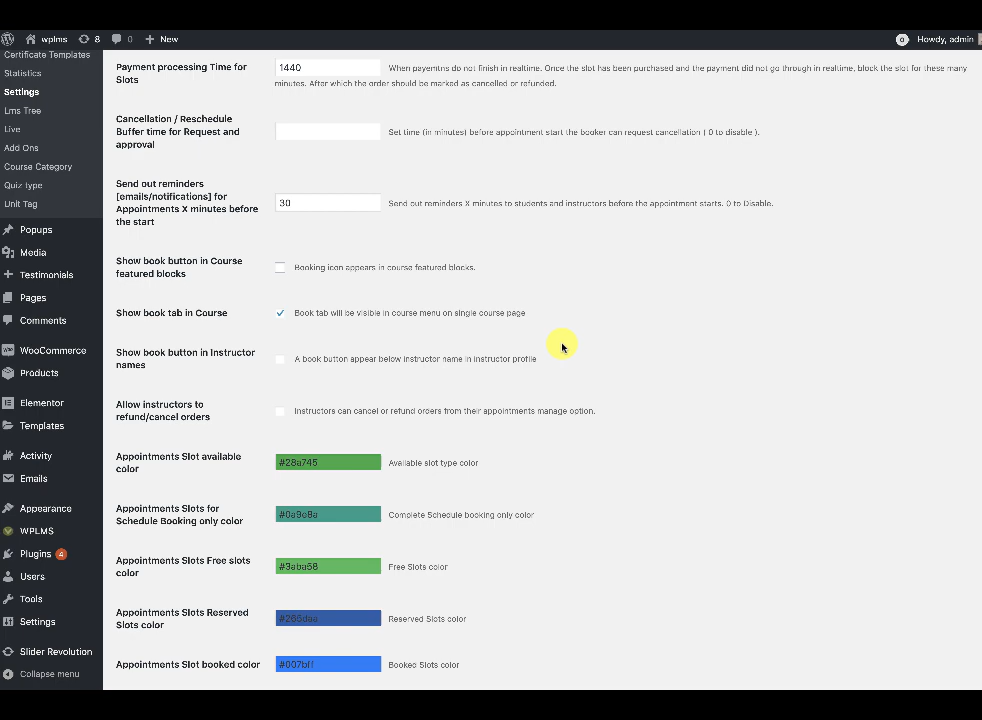 wplms 8 0 New Howdy, admin
Certificate Templates
Statistics
Settings
Lms Tree
Live
Add Ons
Course Category
Quiz type
Unit Tag
Popups
Media
Testimonials
Pages
Comments
WooCommerce
Products
Elementor
Templates
Activity
Emails
Appearance
WPLMS
Plugins 4
Users
Tools
Settings
Slider Revolution
Collapse menu
Payment processing Time for
Slots
1440
When payemtns do not finish in realtime. Once the slot has been purchased and the payment did not go through in realtime, block the slot for these many
minutes. After which the order should be marked as cancelled or refunded.
Cancellation / Reschedule
Buffer time for Request and
approval
Set time (in minutes) before appointment start the booker can request cancellation ( 0 to disable ).
Send out reminders
[emails/notifications] for
Appointments X minutes before
the start
30
Send out reminders X minutes to students and instructors before the appointment starts. 0 to Disable.
Show book button in Course
featured blocks
Booking icon appears in course featured blocks.
Show book tab in Course
Book tab will be visible in course menu on single course page
Show book button in Instructor
names
A book button appear below instructor name in instructor profile
Allow instructors to
refund/cancel orders
Instructors can cancel or refund orders from their appointments manage option.
Appointments Slot available
color
#28a745
Available slot type color
Appointments Slots for
Schedule Booking only color
Complete Schedule booking only color
Appointments Slots Free slots
color
#3aba58
Free Slots color
Appointments Slots Reserved
Slots color
Reserved Slots color
Appointments Slot booked color
#007bff
Booked Slots color